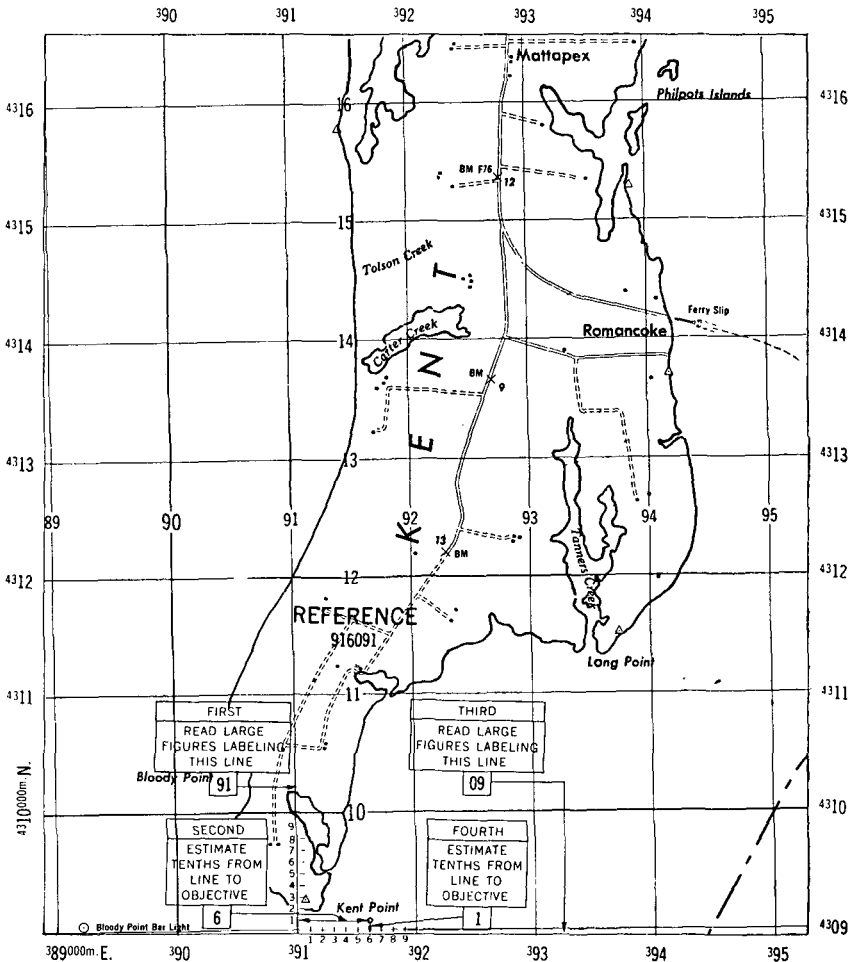 390 391 392 393 394 395
Mattapex
Philpots Islands
4316 16 4316
BM F76
12
4315 15 4315
Tolson Creek
T
Ferry Slip
Carter Creek
14
Romancoke
4314 4314
N
BM
9
E
4313 13 4313
89 90 91 92 93 94 95
K
13
BM
Tanners Creek
4312 12 4312
REFERENCE
916091
Long Point
4311 11 4311
FIRST
READ LARGE
FIGURES LABELING
THIS LINE
91
THIRD
READ LARGE
FIGURES LABELING
THIS LINE
09
Bloody Point
4310000m.N. 10 4310
SECOND
ESTIMATE
TENTHS FROM
LINE TO
OBJECTIVE
6
FOURTH
ESTIMATE
TENTHS FROM
LINE TO
OBJECTIVE
1
9
8
7
6
5
4
3
2
1
Kent Point
Bloody Point Bar Light
4309
1 2 3 4 5 6 7 8 9
389000m.E. 390 391 392 393 394 395